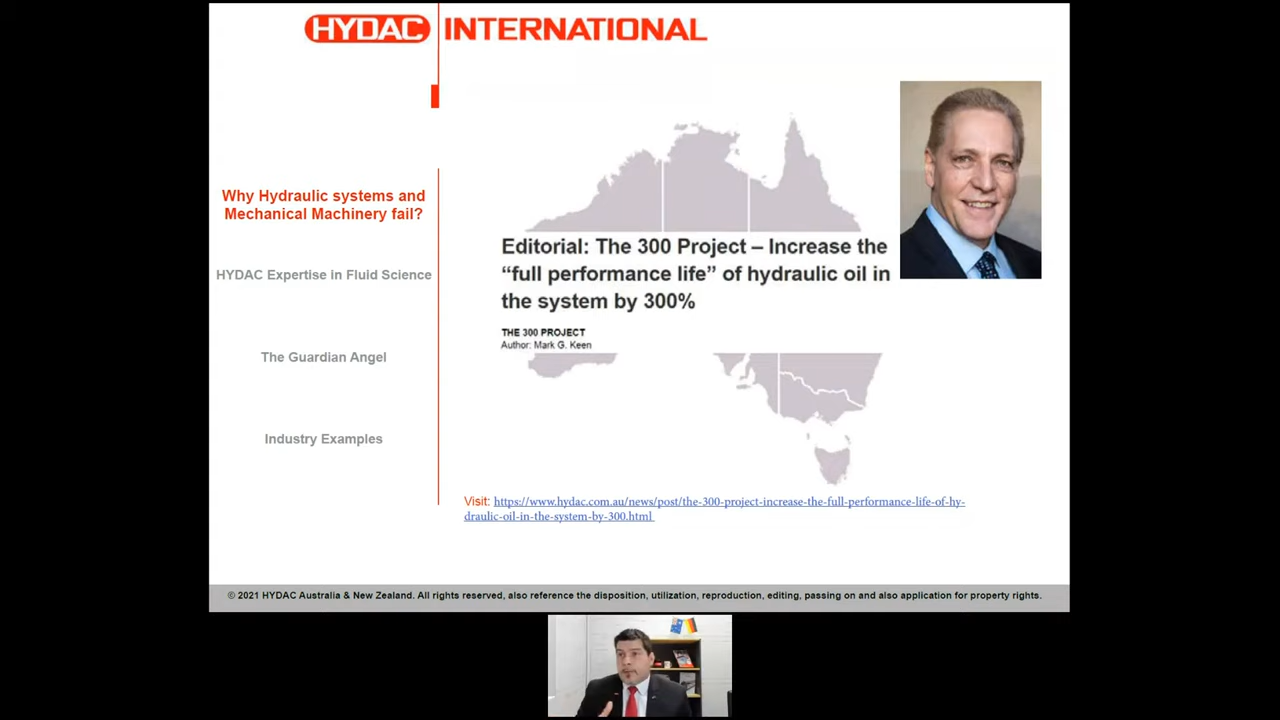 HYDAC INTERNATIONAL
Why Hydraulic systems and
Mechanical Machinery fail?
HYDAC Expertise in Fluid Science
The Guardian Angel
Industry Examples
Editorial: The 300 Project – Increase the
“full performance life” of hydraulic oil in
the system by 300%
THE 300 PROJECT
Author: Mark G. Keen
Visit: https://www.hydac.com.au/news/post/the-300-project-increase-the-full-performance-life-of-hy-
draulic-oil-in-the-system-by-300.html
© 2021 HYDAC Australia & New Zealand. All rights reserved, also reference the disposition, utilization, reproduction, editing, passing on and also application for property rights.